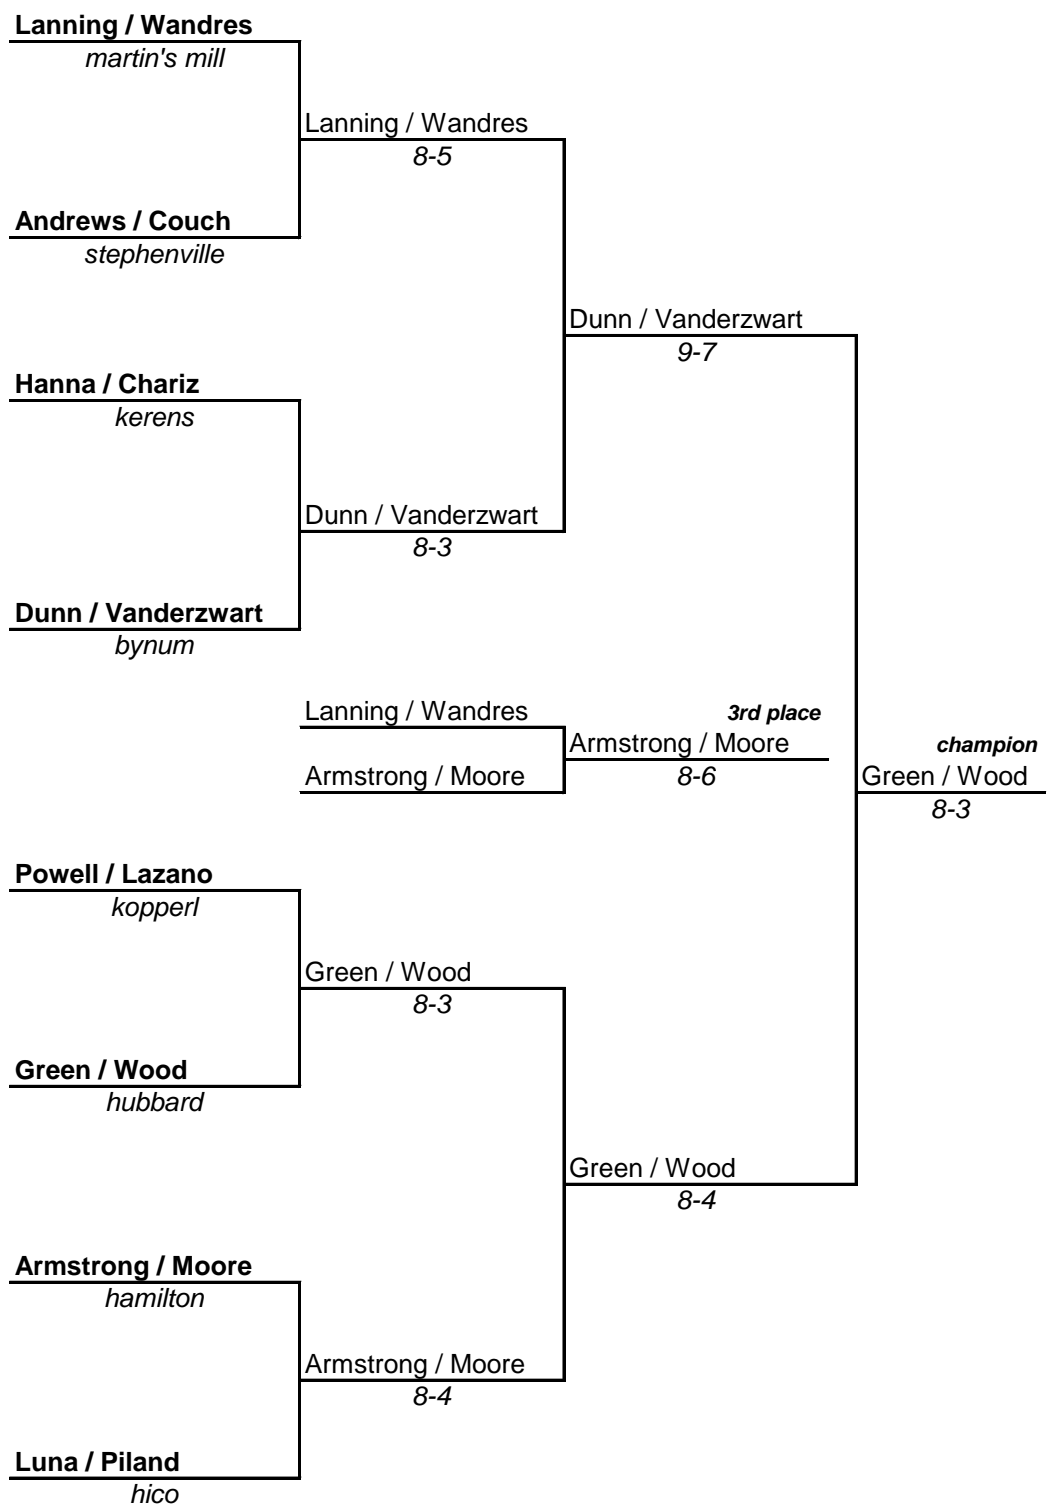 Lanning / Wandres
martin's mill
Lanning / Wandres
8-5
Andrews / Couch
stephenville
Dunn / Vanderzwart
9-7
Hanna / Chariz
kerens
Dunn / Vanderzwart
8-3
Dunn / Vanderzwart
bynum
Lanning / Wandres
3rd place
Armstrong / Moore
champion
Armstrong / Moore
8-6
Green / Wood
8-3
Powell / Lazano
kopperl
Green / Wood
8-3
Green / Wood
hubbard
Green / Wood
8-4
Armstrong / Moore
hamilton
Armstrong / Moore
8-4
Luna / Piland
hico